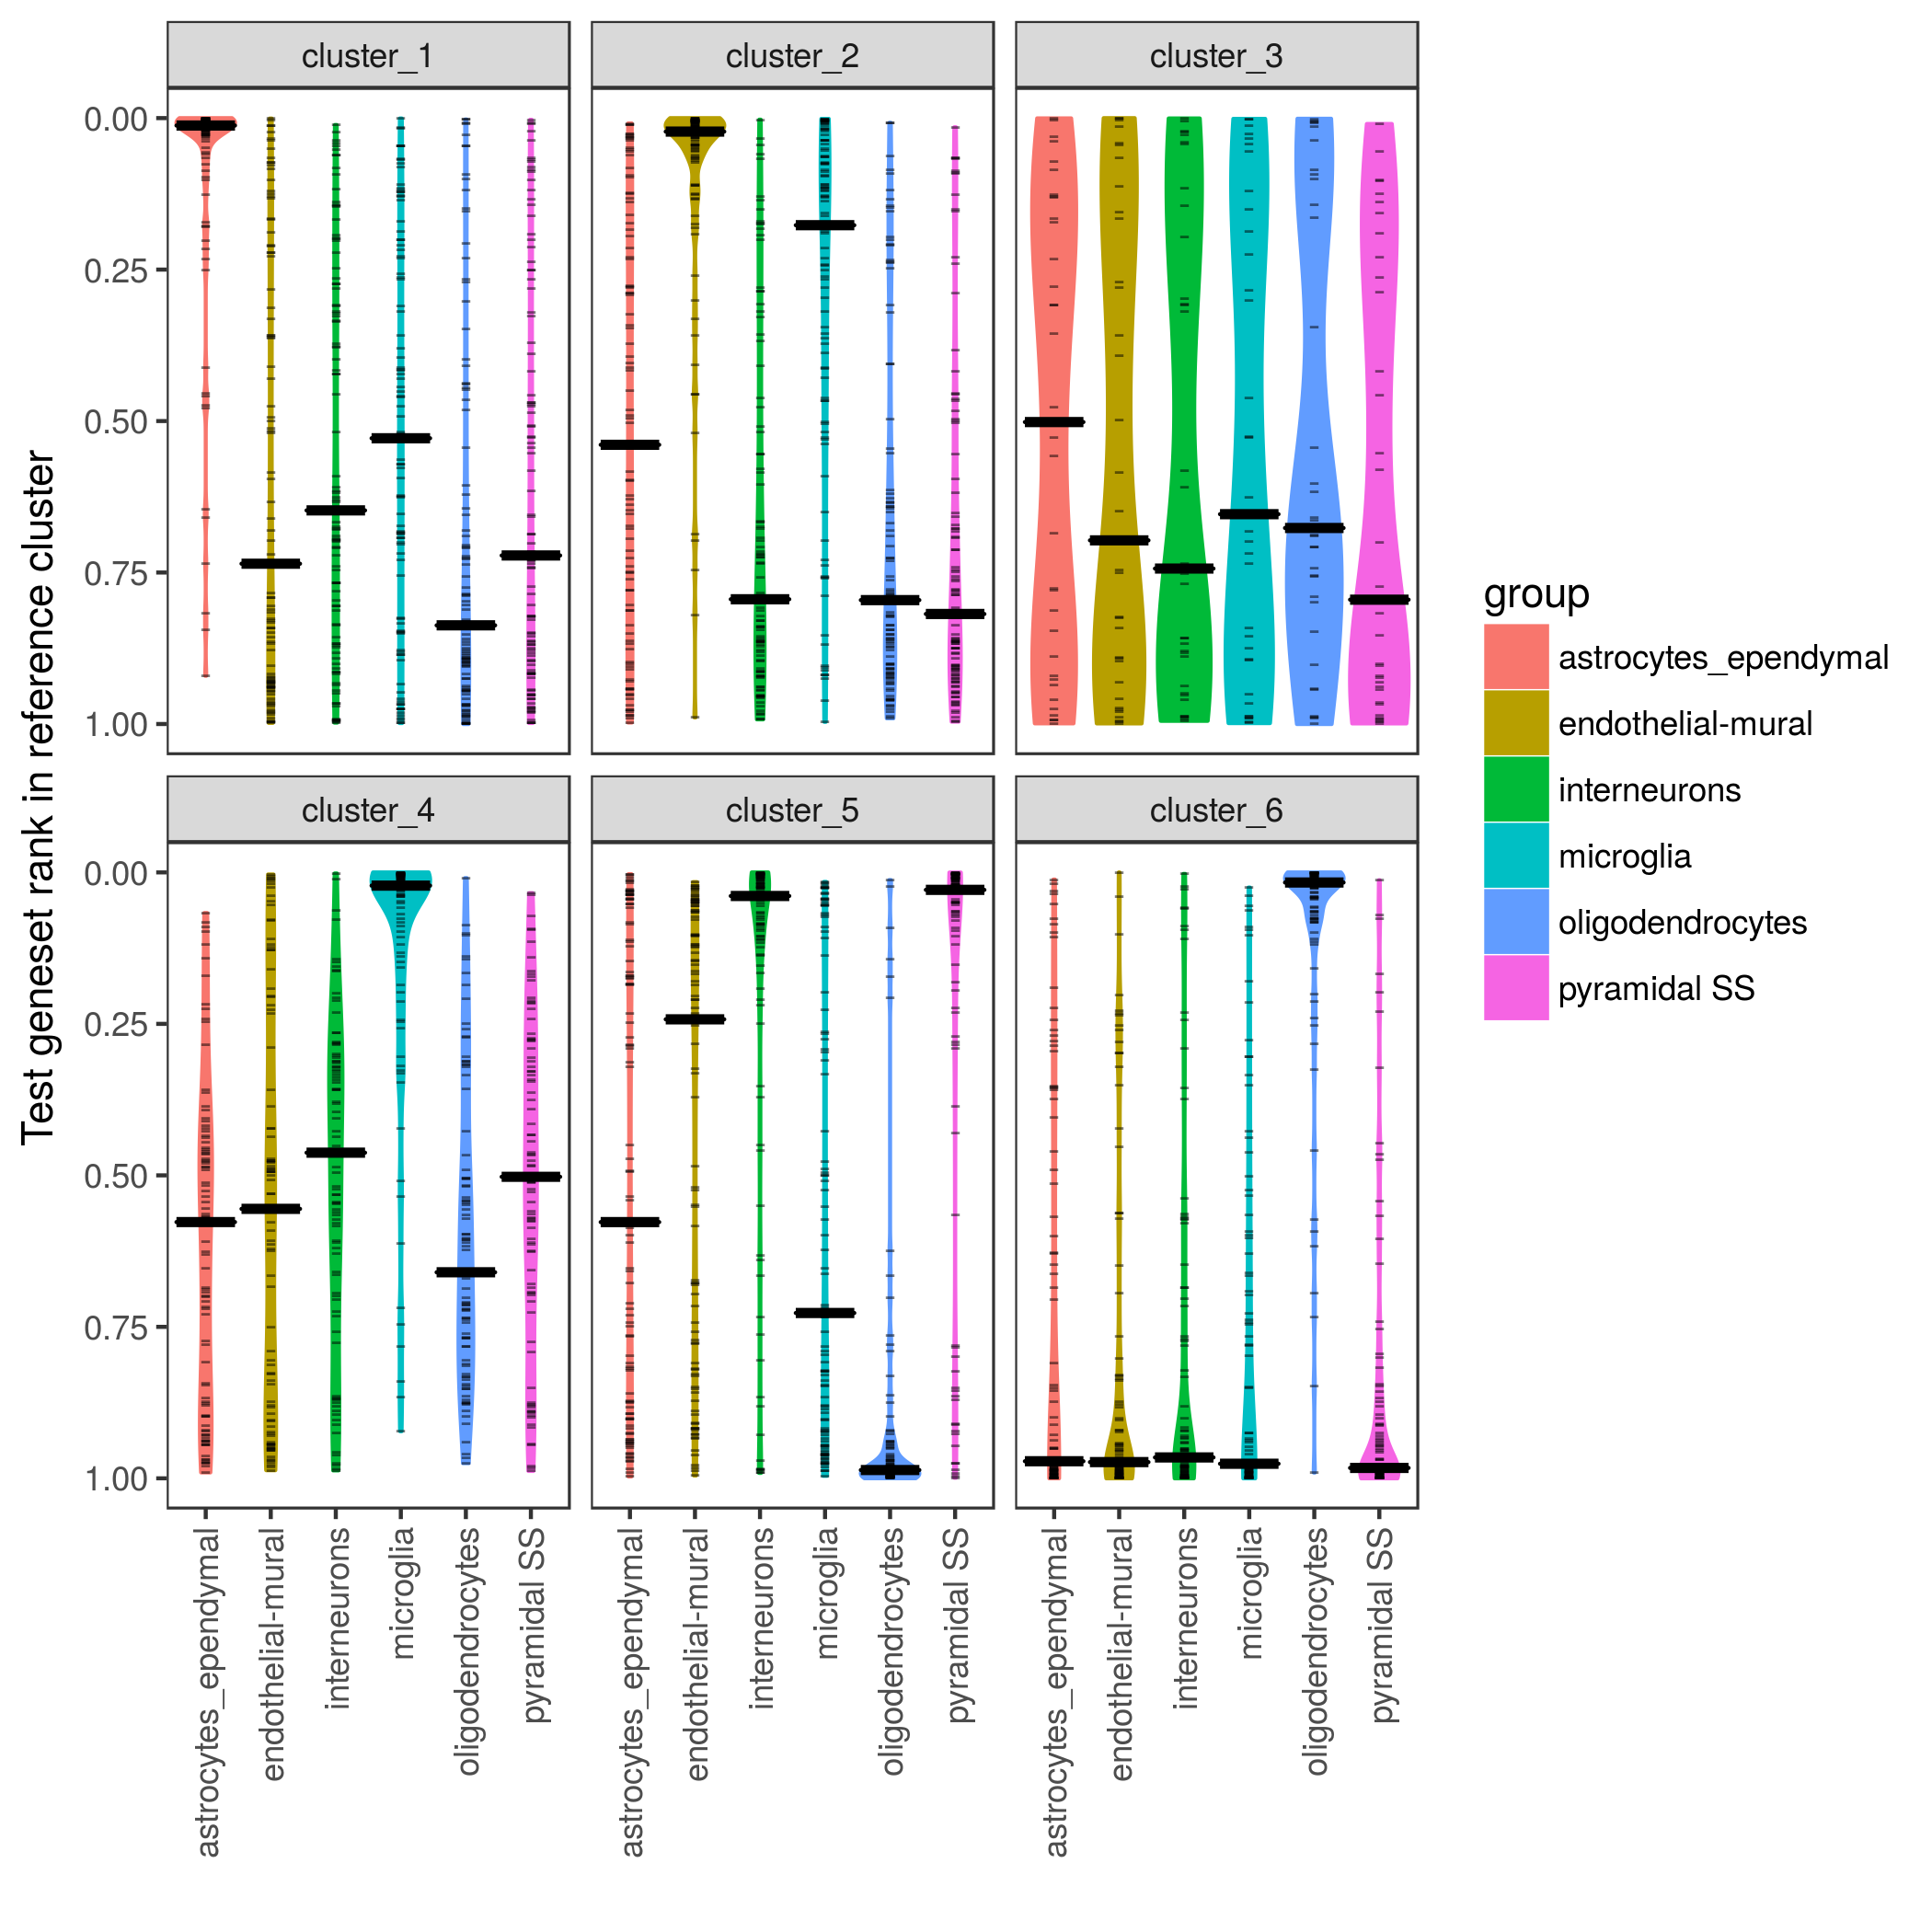 cluster_1
cluster_2
cluster_3
0.00
0.25
0.50
0.75
1.00
cluster_4
cluster_5
cluster_6
0.00
0.25
0.50
0.75
1.00
Test geneset rank in reference cluster
astrocytes_ependymal
endothelial-mural
interneurons
microglia
oligodendrocytes
pyramidal SS
astrocytes_ependymal
endothelial-mural
interneurons
microglia
oligodendrocytes
pyramidal SS
astrocytes_ependymal
endothelial-mural
interneurons
microglia
oligodendrocytes
pyramidal SS
group
astrocytes_ependymal
endothelial-mural
interneurons
microglia
oligodendrocytes
pyramidal SS